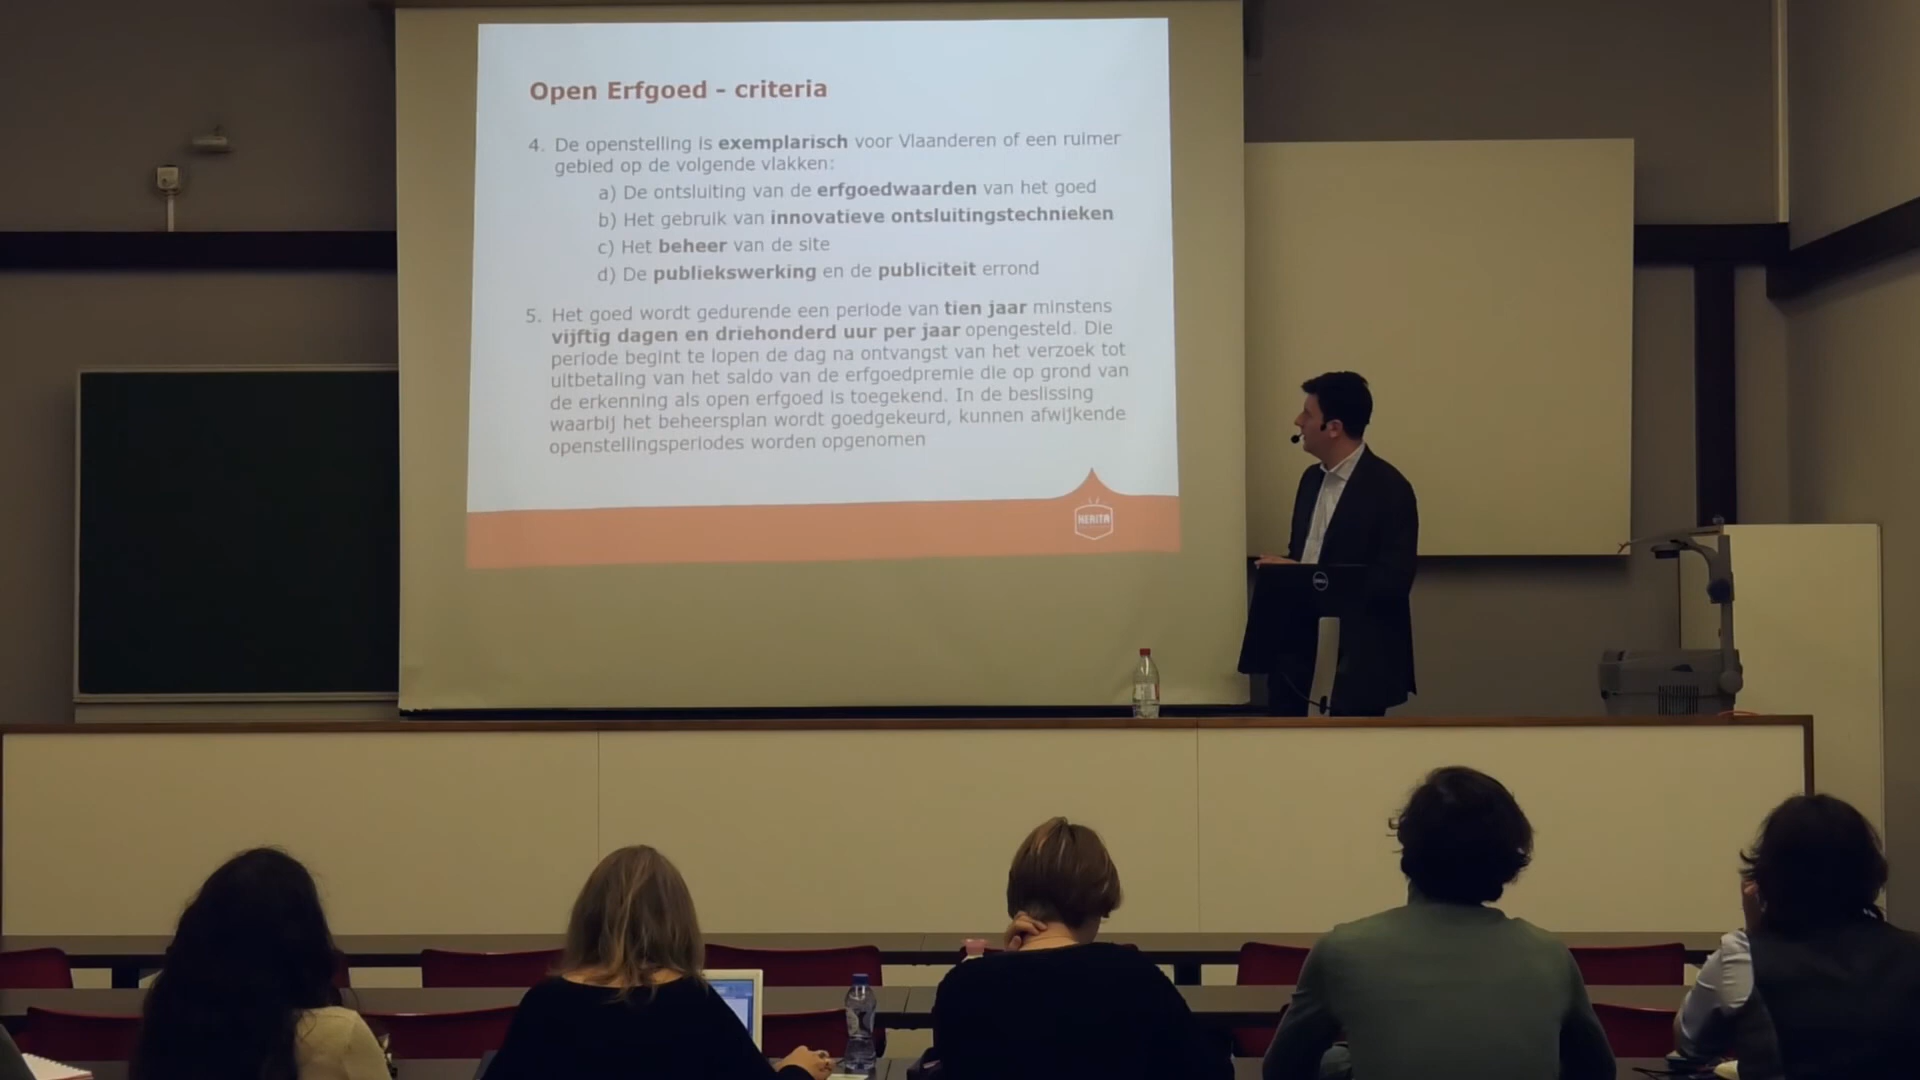 Open Erfgoed - criteria
4. De openstelling is exemplarisch voor Vlaanderen of een ruimer
gebied op de volgende vlakken:
a) De ontsluiting van de erfgoedwaarden van het goed
b) Het gebruik van innovatieve ontsluitingstechnieken
c) Het beheer van de site
d) De publiekswerking en de publiciteit errond
5. Het goed wordt gedurende een periode van tien jaar minstens
vijftig dagen en driehonderd uur per jaar opengesteld. Die
periode begint te lopen de dag na ontvangst van het verzoek tot
uitbetaling van het saldo van de erfgoedpremie die op grond van
de erkenning als open erfgoed is toegekend. In de beslissing
waarbij het beheersplan wordt goedgekeurd, kunnen afwijkende
openstellingsperiodes worden opgenomen
HERITA
DELL